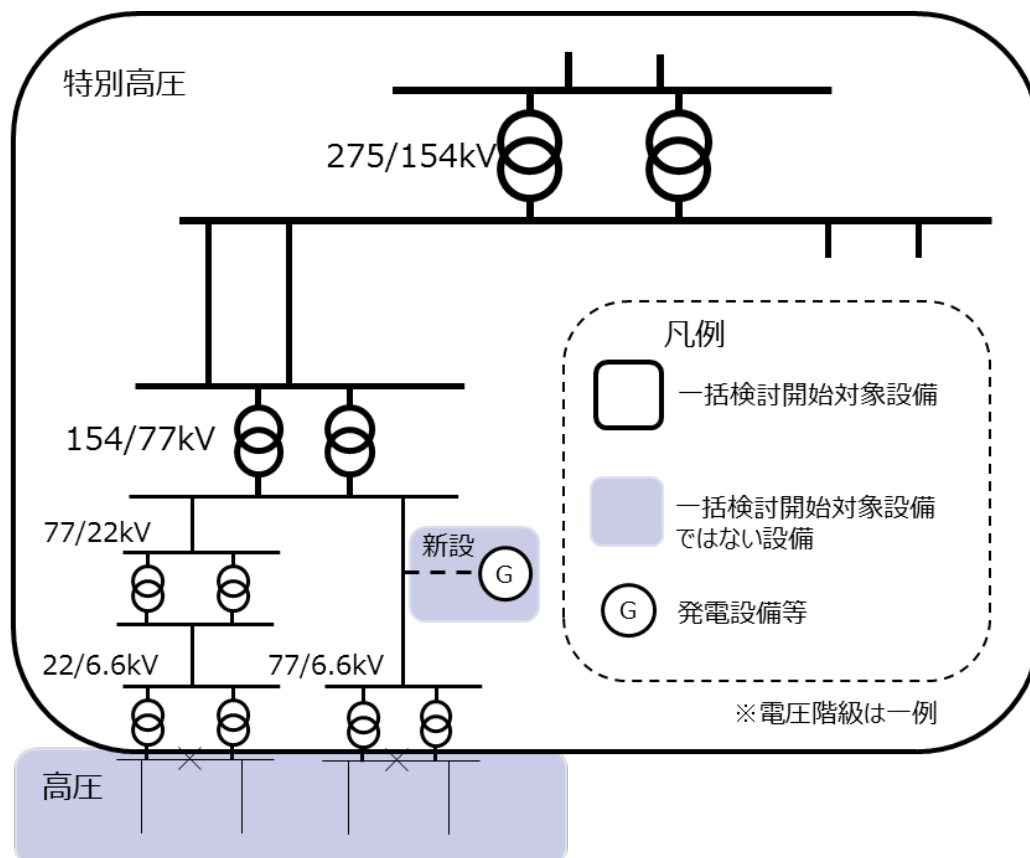 特別高圧
275/154kV
凡例
一括検討開始対象設備
154/77kV
一括検討開始対象設備
ではない設備
77/22kV
新設
G
G
発電設備等
22/6.6kV
77/6.6kV
※電圧階級は一例
高圧